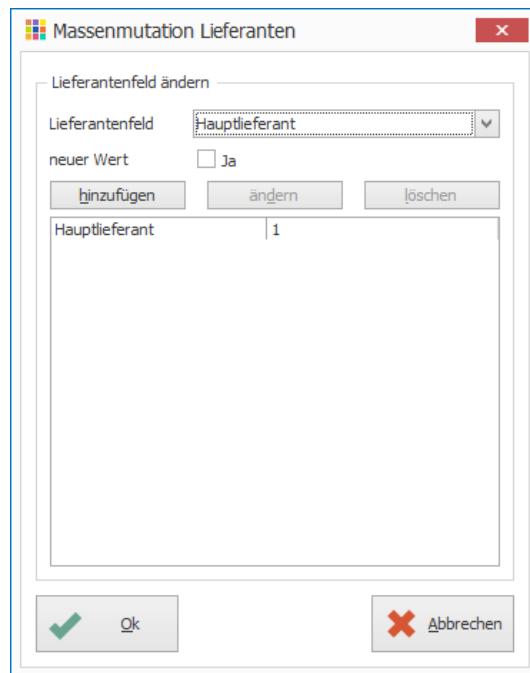 Massenmutation Lieferanten
Lieferantenfeld ändern
Lieferantenfeld Hauptlieferant
neuer Wert Ja
hinzufügen ändern löschen
Hauptlieferant 1
Ok Abbrechen